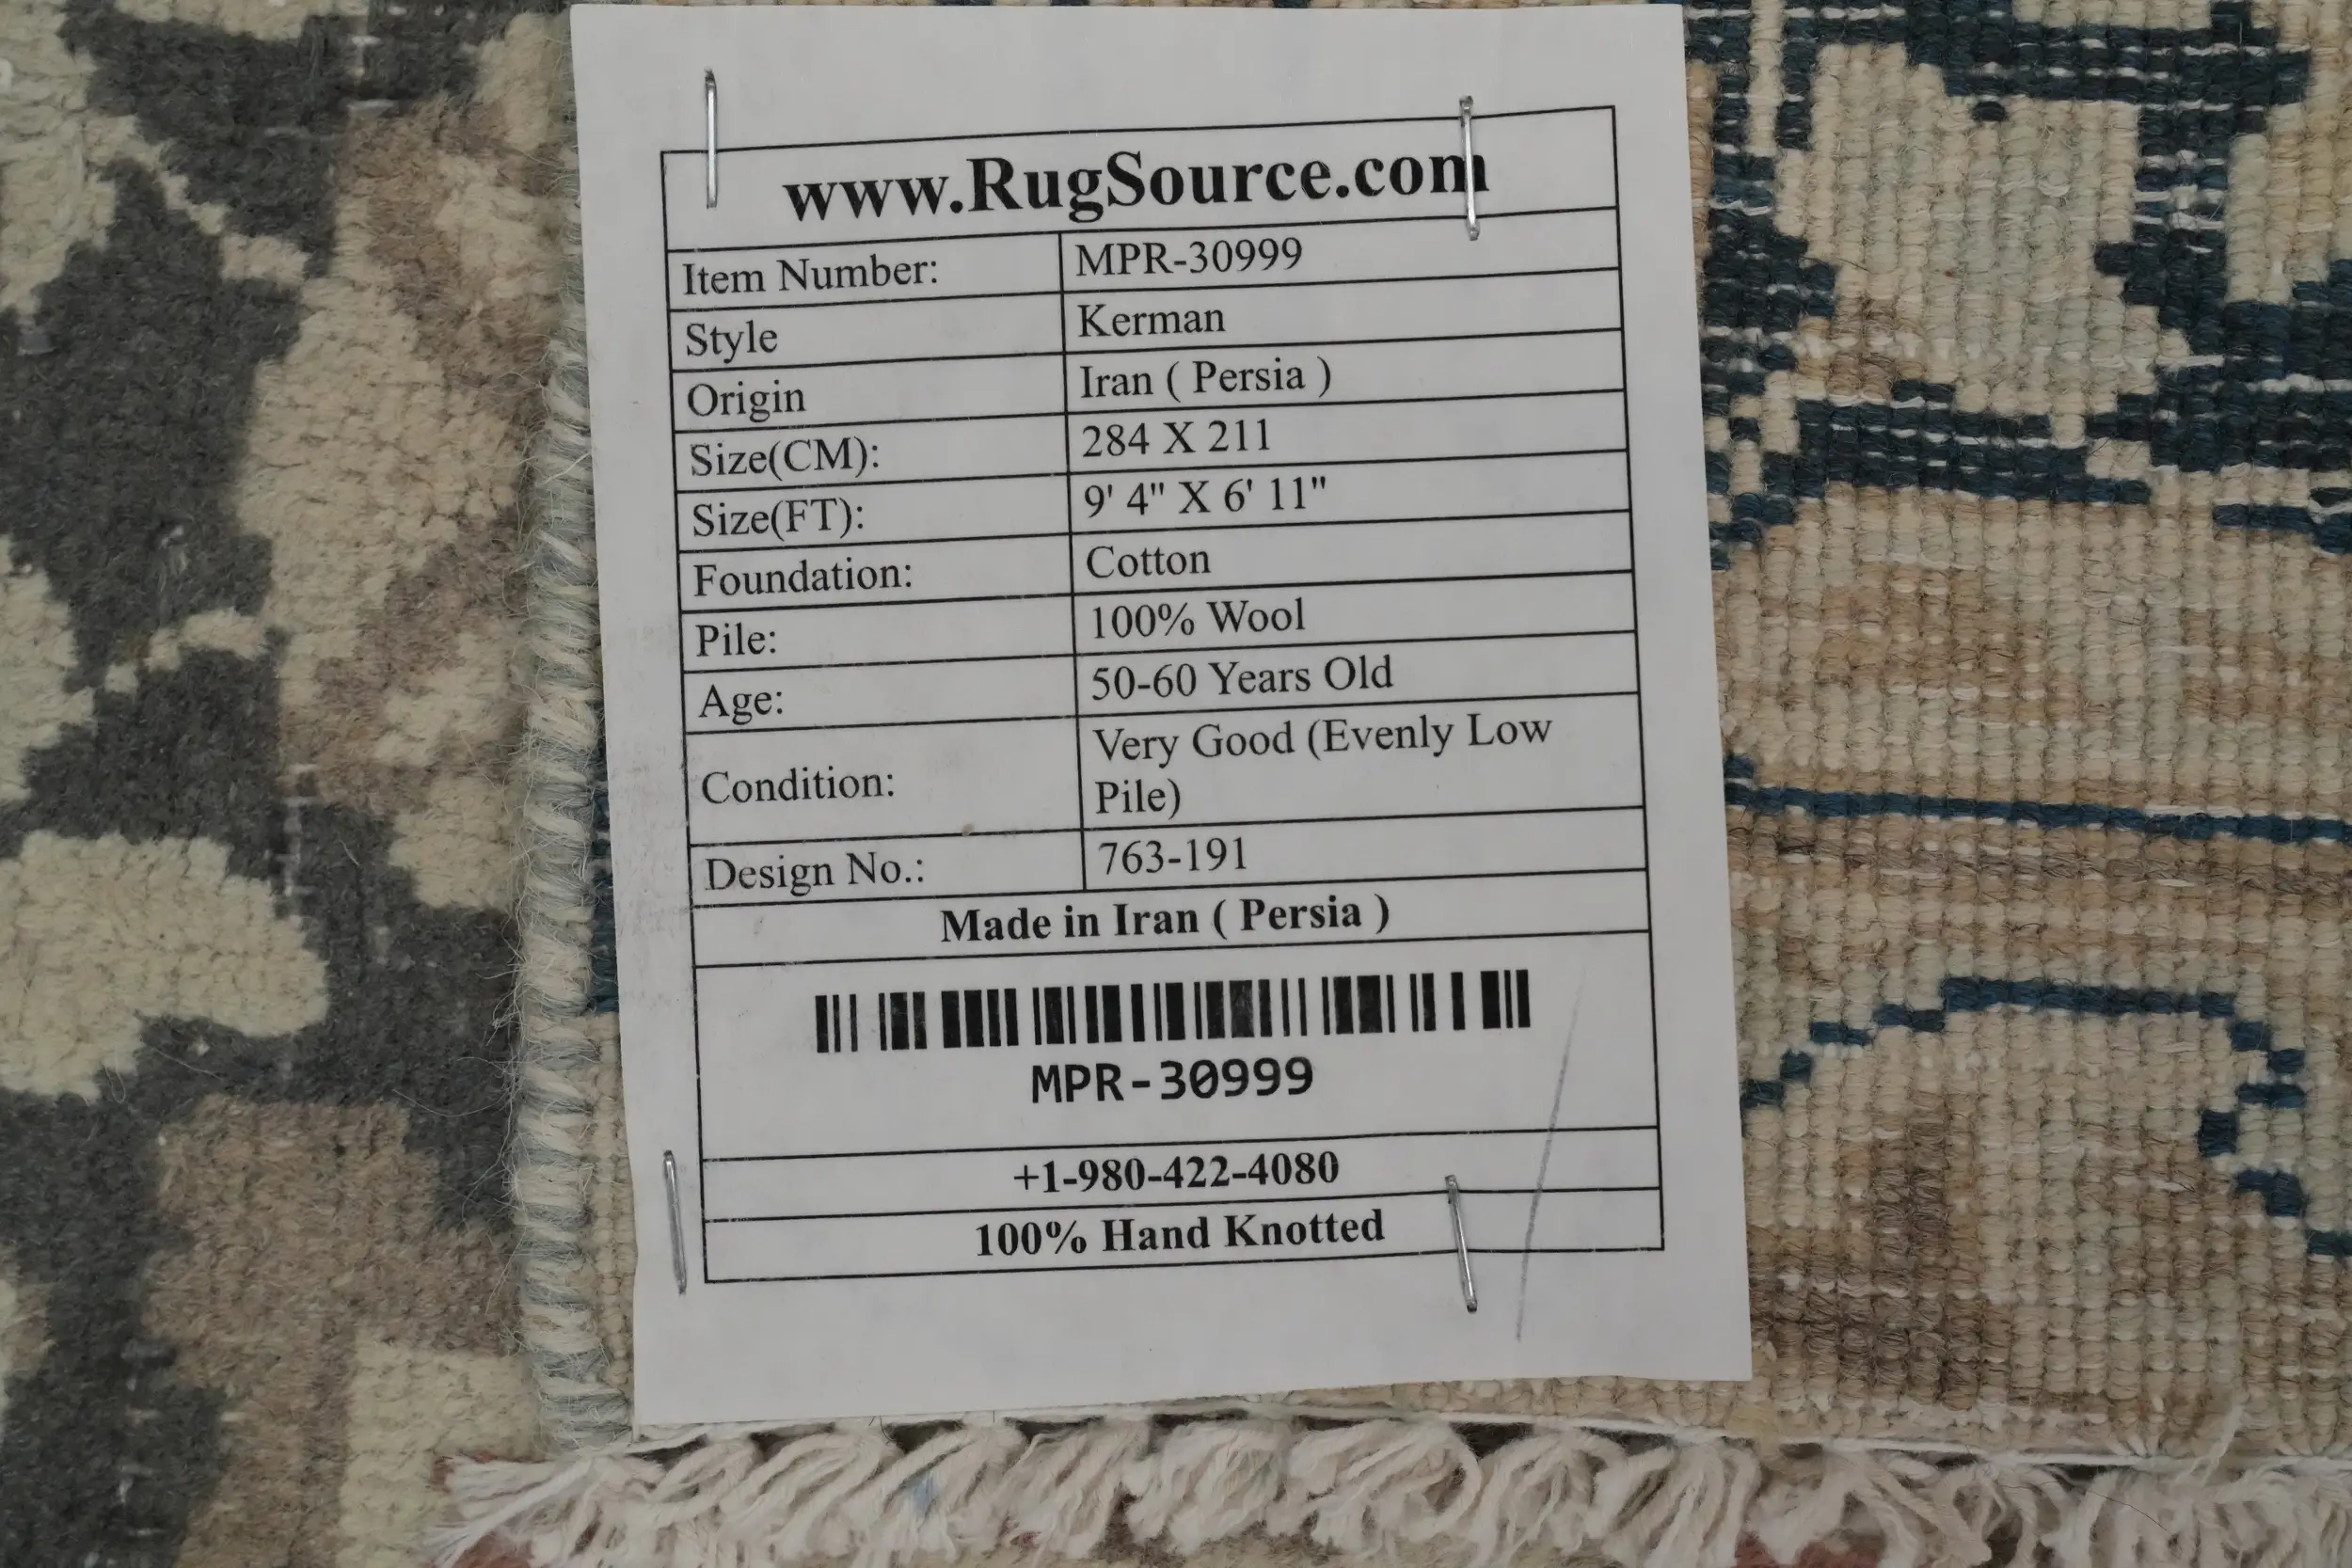 www.RugSource.com
Item Number: MPR-30999
Style Kerman
Origin Iran ( Persia )
Size(CM): 284 X 211
Size(FT): 9' 4" X 6' 11"
Foundation: Cotton
Pile: 100% Wool
Age: 50-60 Years Old
Condition: Very Good (Evenly Low
Pile)
Design No.: 763-191
Made in Iran ( Persia )
MPR-30999
+1-980-422-4080
100% Hand Knotted